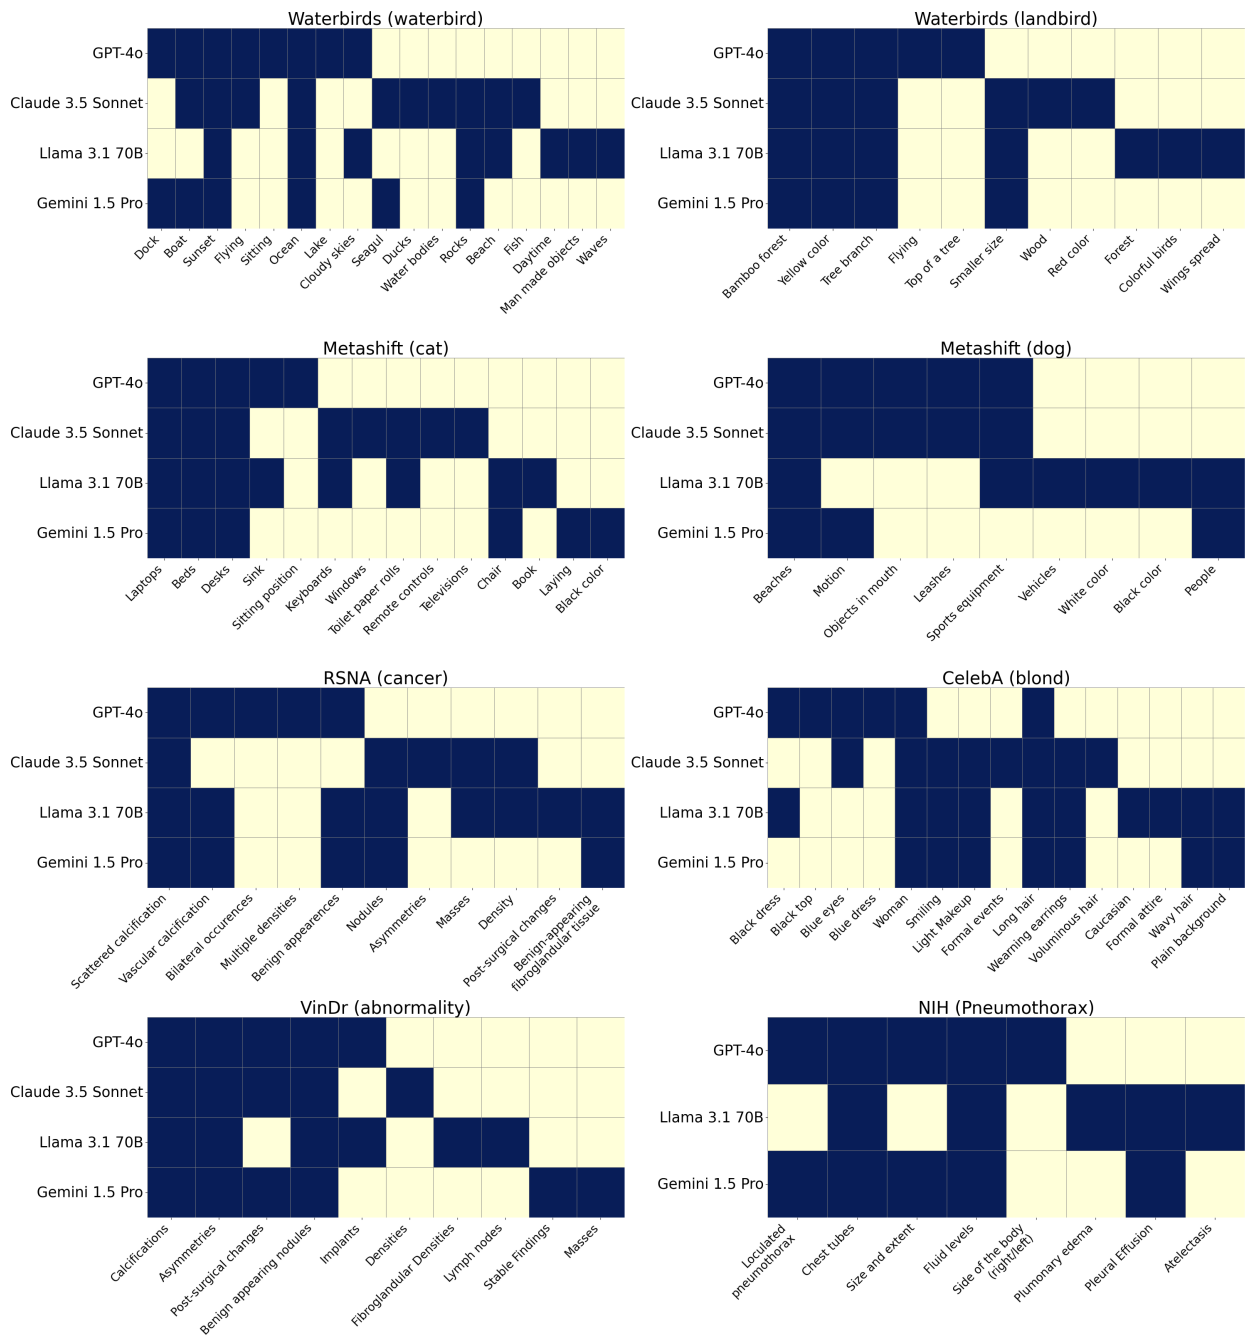 Waterbirds (waterbird)
GPT-4o
Claude 3.5 Sonnet
Llama 3.1 70B
Gemini 1.5 Pro
Dock
Boat
Sunset
Flying
Sitting
Ocean
Lake
Cloudy skies
Seagul
Ducks
Water bodies
Rocks
Beach
Fish
Daytime
Man made objects
Waves
Waterbirds (landbird)
GPT-4o
Claude 3.5 Sonnet
Llama 3.1 70B
Gemini 1.5 Pro
Bamboo forest
Yellow color
Tree branch
Flying
Top of a tree
Smaller size
Wood
Red color
Forest
Colorful birds
Wings spread
Metashift (cat)
GPT-4o
Claude 3.5 Sonnet
Llama 3.1 70B
Gemini 1.5 Pro
Laptops
Beds
Desks
Sink
Sitting position
Keyboards
Windows
Toilet paper rolls
Remote controls
Televisions
Chair
Book
Laying
Black color
Metashift (dog)
GPT-4o
Claude 3.5 Sonnet
Llama 3.1 70B
Gemini 1.5 Pro
Beaches
Motion
Objects in mouth
Leashes
Sports equipment
Vehicles
White color
Black color
People
RSNA (cancer)
GPT-4o
Claude 3.5 Sonnet
Llama 3.1 70B
Gemini 1.5 Pro
Scattered calcification
Vascular calcification
Bilateral occurences
Multiple densities
Benign appearences
Nodules
Asymmetries
Masses
Density
Post-surgical changes
Benign-appearing
fibroglandular tissue
CelebA (blond)
GPT-4o
Claude 3.5 Sonnet
Llama 3.1 70B
Gemini 1.5 Pro
Black dress
Black top
Blue eyes
Blue dress
Woman
Smiling
Light Makeup
Formal events
Long hair
Wearning earrings
Voluminous hair
Caucasian
Formal attire
Wavy hair
Plain background
VinDr (abnormality)
GPT-4o
Claude 3.5 Sonnet
Llama 3.1 70B
Gemini 1.5 Pro
Calcifications
Asymmetries
Post-surgical changes
Benign appearing nodules
Implants
Densities
Fibroglandular Densities
Lymph nodes
Stable Findings
Masses
NIH (Pneumothorax)
GPT-4o
Llama 3.1 70B
Gemini 1.5 Pro
Loculated
pneumothorax
Chest tubes
Size and extent
Fluid levels
Side of the body
(right/left)
Plumonary edema
Pleural Effusion
Atelectasis